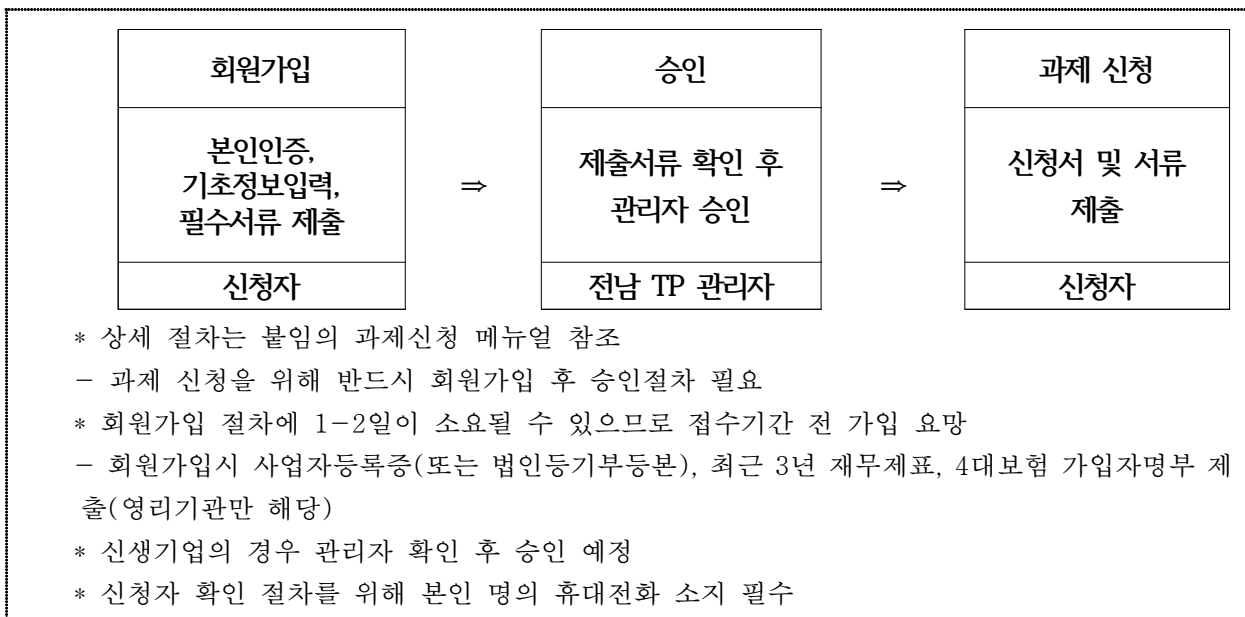 회원가입
본인인증,
기초정보입력,
필수서류 제출
신청자
⇒
승인
제출서류 확인 후
관리자 승인
전남 TP 관리자
⇒
과제 신청
신청서 및 서류
제출
신청자
* 상세 절차는 붙임의 과제신청 메뉴얼 참조
- 과제 신청을 위해 반드시 회원가입 후 승인절차 필요
* 회원가입 절차에 1-2일이 소요될 수 있으므로 접수기간 전 가입 요망
- 회원가입시 사업자등록증(또는 법인등기부등본), 최근 3년 재무제표, 4대보험 가입자명부 제
출(영리기관만 해당)
* 신생기업의 경우 관리자 확인 후 승인 예정
* 신청자 확인 절차를 위해 본인 명의 휴대전화 소지 필수